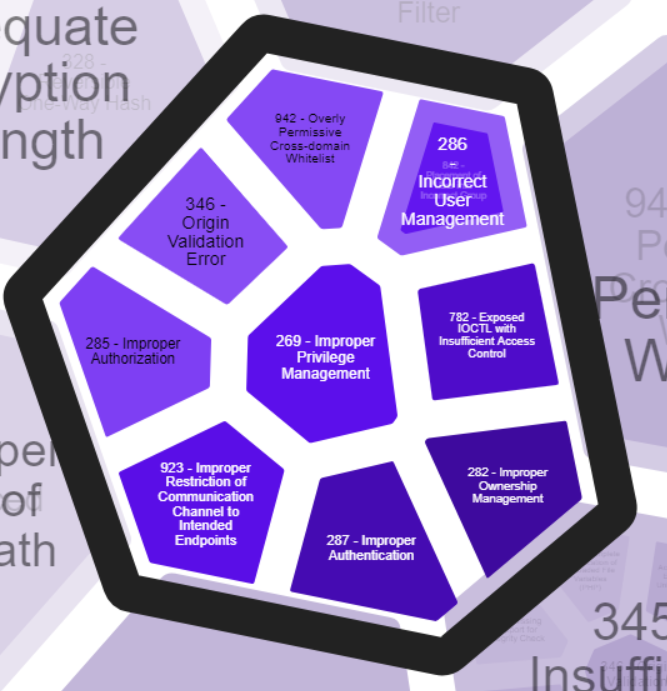 Filter
equate
yption
ngth
328 -
One-Way Hash
942 - Overly
Permissive
Cross-domain
Whitelist
286
-
Incorrect
User
Management
346 -
Origin
Validation
Error
285 - Improper
Authorization
269 - Improper
Privilege
Management
782 - Exposed
IOCTL with
Insufficient Access
Control
923 - Improper
Restriction of
Communication
Channel to
Intended
Endpoints
287 - Improper
Authentication
282 - Improper
Ownership
Management
94
Pe
W
per
of
ath
345
Insuffi